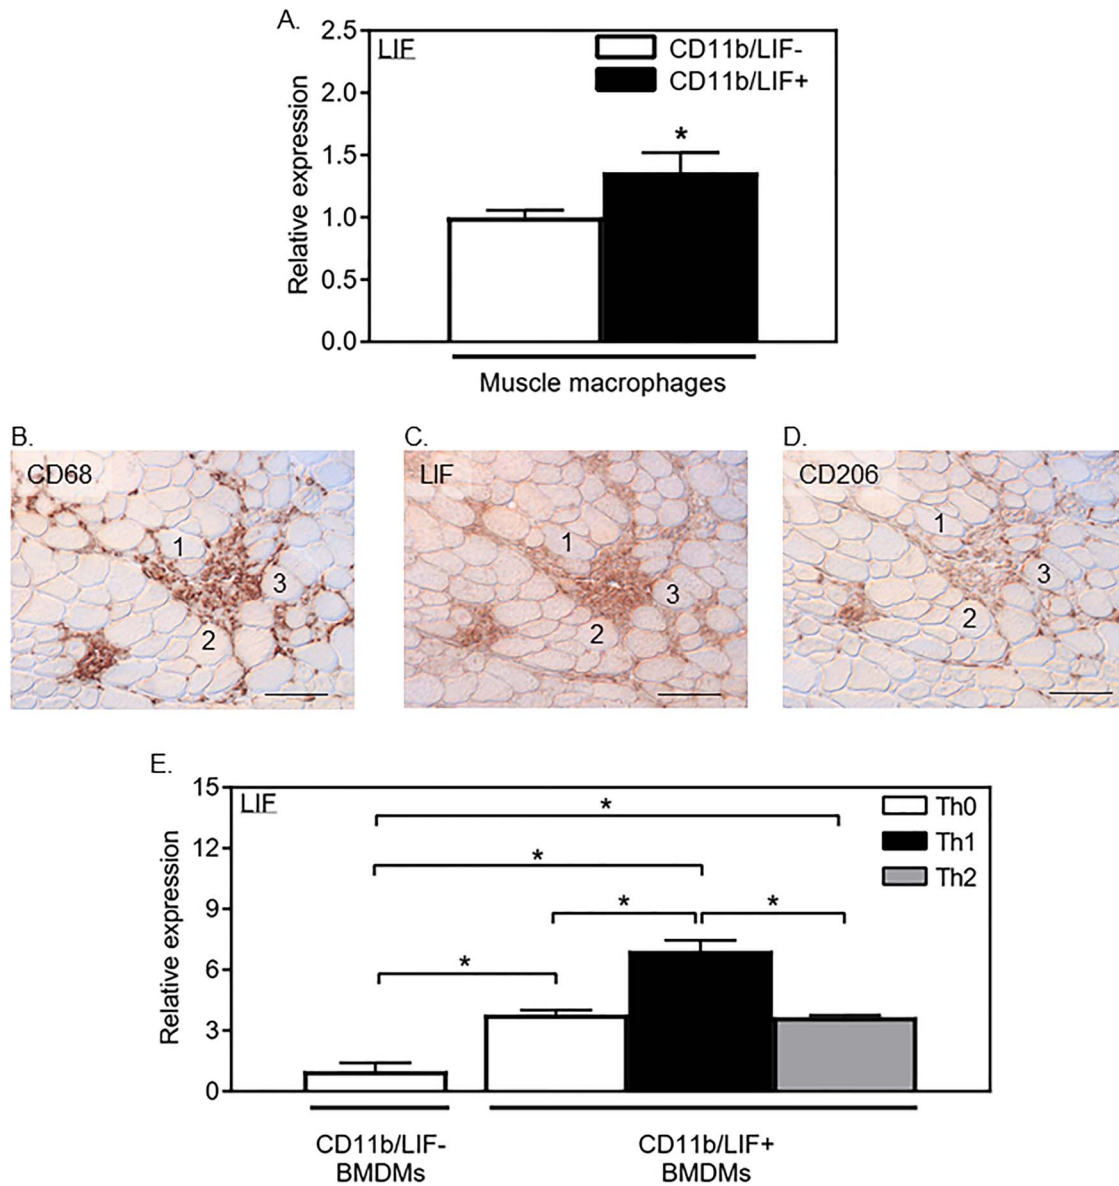 A.
2.5
2.0
1.5
1.0
0.5
0.0
Relative expression
LIF
CD11b/LIF-
CD11b/LIF+
*
Muscle macrophages
B.
CD68
1
2
3
C.
LIF
1
2
3
D.
CD206
1
2
3
E.
15
12
9
6
3
0
Relative expression
LIF
Th0
Th1
Th2
*
*
*
*
*
CD11b/LIF-
BMDMs
CD11b/LIF+
BMDMs